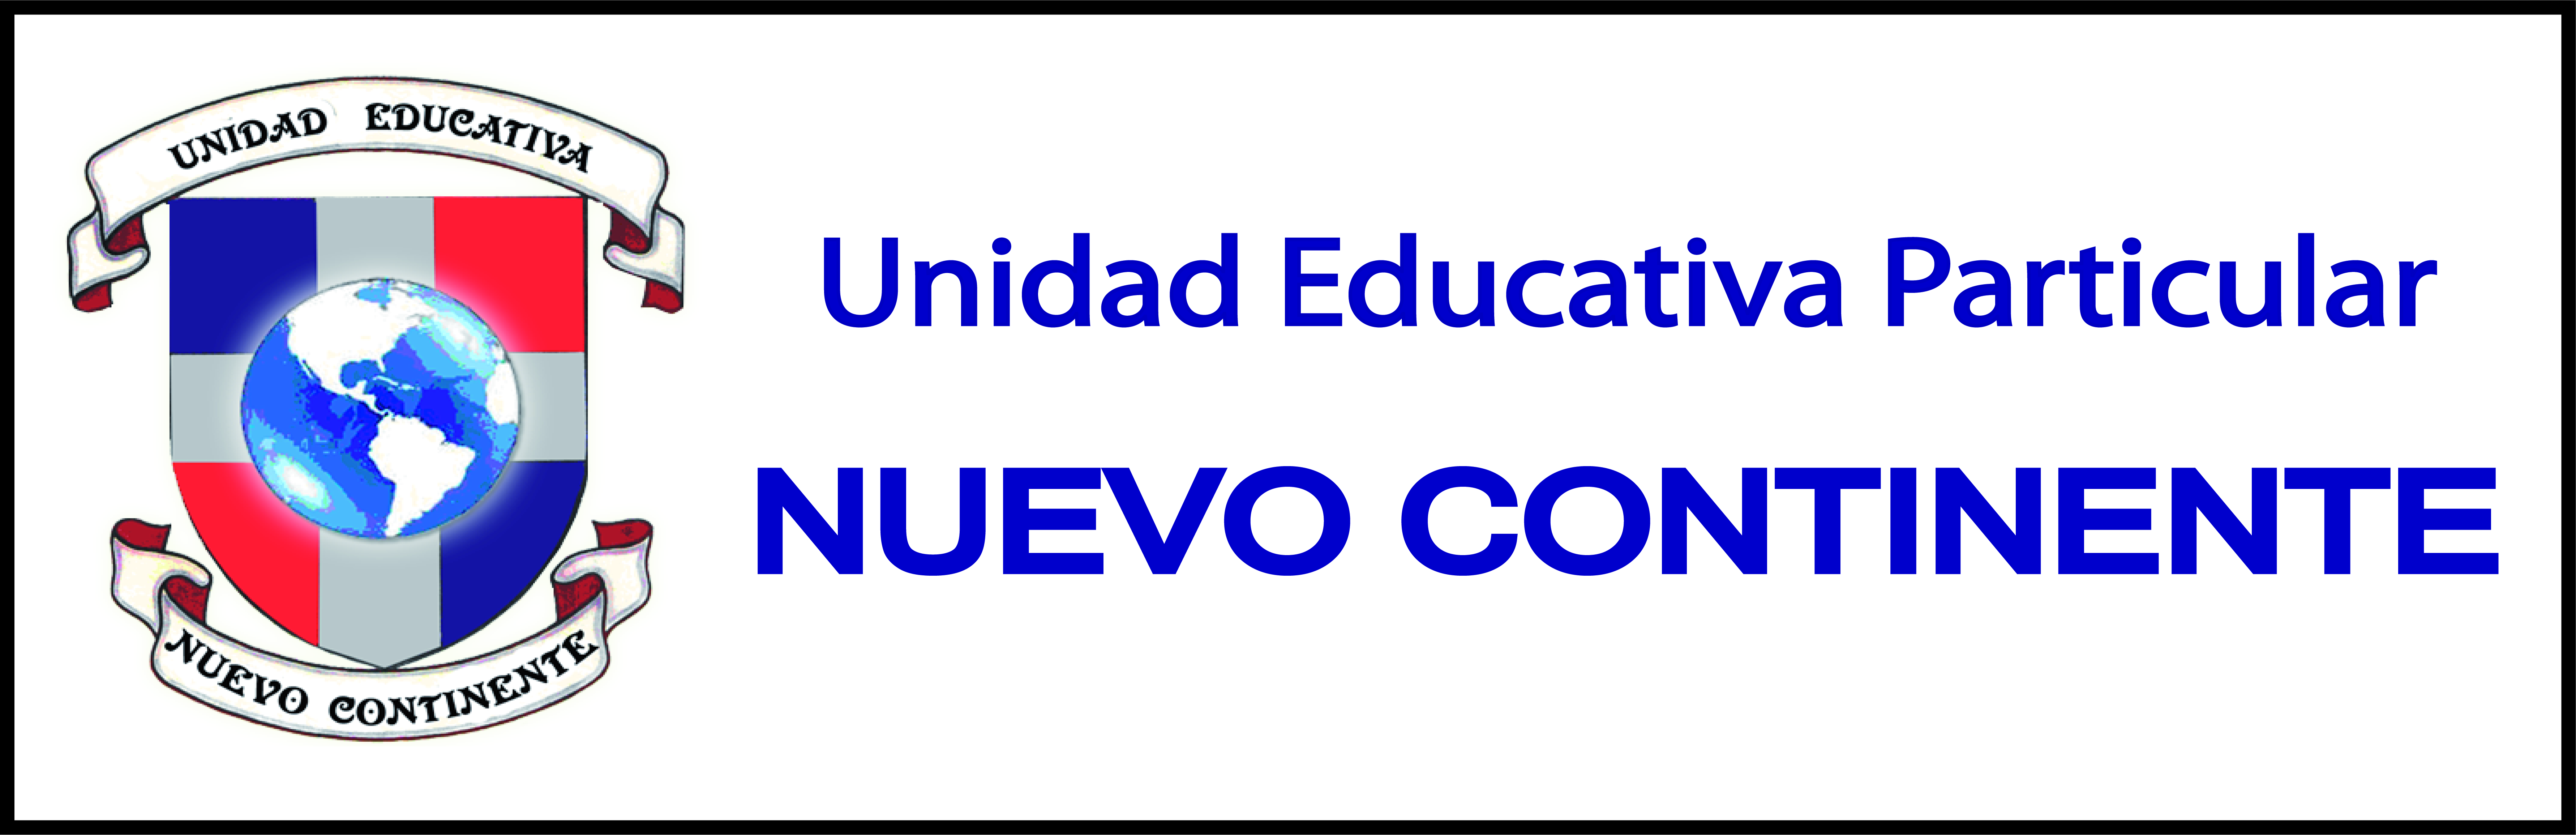 UNIDAD EDUCATIVA
NUEVO CONTINENTE
Unidad Educativa Particular
NUEVO CONTINENTE